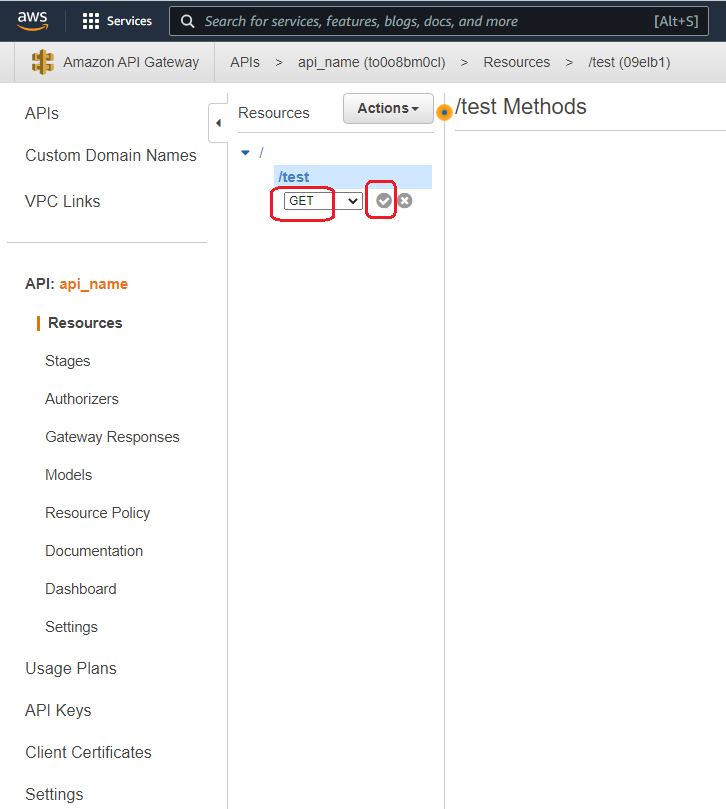 aws Services Search for services, features, blogs, docs, and more [Alt+S]
Amazon API Gateway APIs > api_name (to0o8bm0cl) > Resources > /test (09elb1)
APIs
Custom Domain Names
VPC Links
API: api_name
Resources
Stages
Authorizers
Gateway Responses
Models
Resource Policy
Documentation
Dashboard
Settings
Usage Plans
API Keys
Client Certificates
Settings
Resources Actions
/
/test
GET
/test Methods